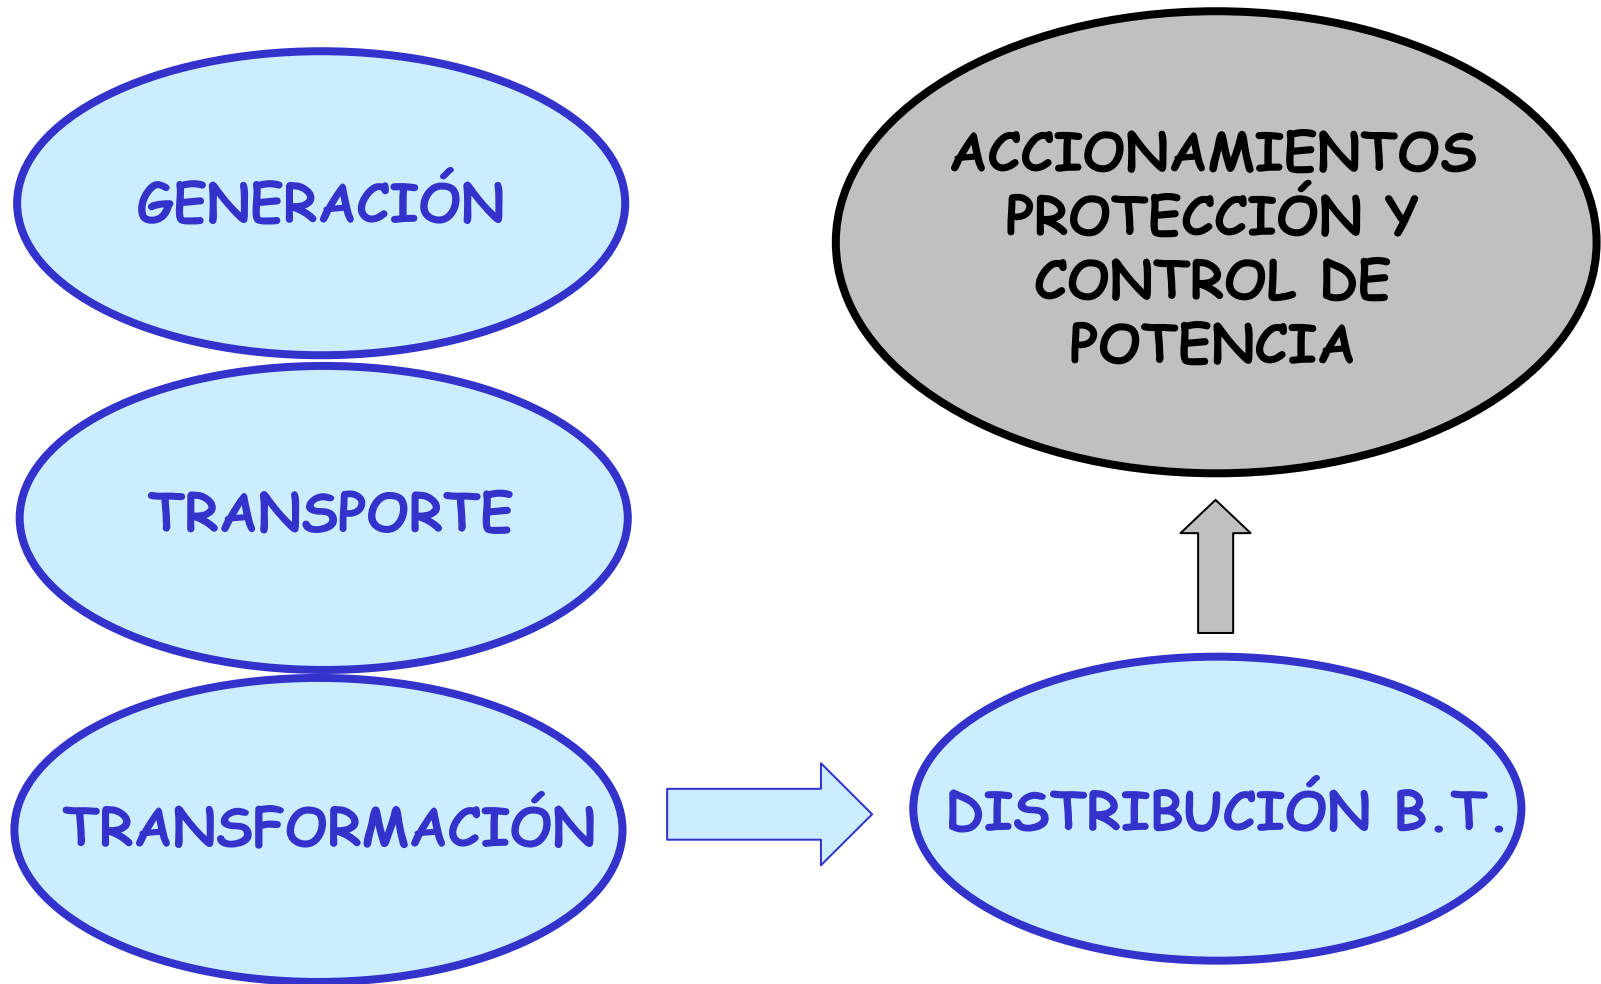 GENERACIÓN
TRANSPORTE
TRANSFORMACIÓN
DISTRIBUCIÓN B.T.
ACCIONAMIENTOS
PROTECCIÓN Y
CONTROL DE
POTENCIA